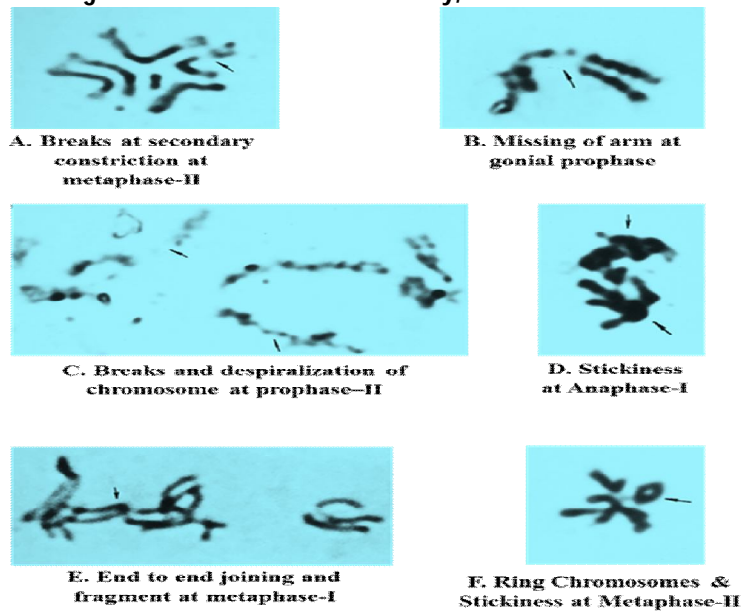 A. Breaks at secondary
constriction at
metaphase-II
B. Missing of arm at
gonial prophase
C. Breaks and despiralization of
chromosome at prophase–II
D. Stickiness
at Anaphase-I
E. End to end joining and
fragment at metaphase-I
F. Ring Chromosomes &
Stickiness at Metaphase-II